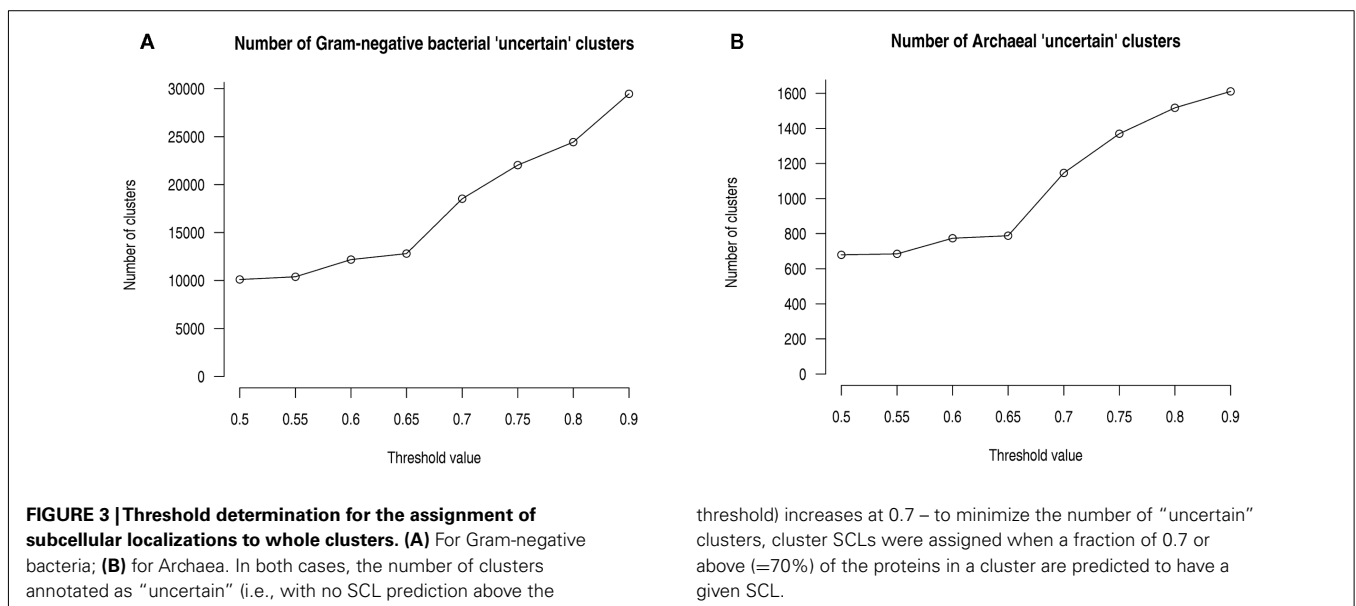 A
Number of Gram-negative bacterial 'uncertain' clusters
30000
25000
20000
15000
10000
5000
0
Number of clusters
0.5 0.55 0.6 0.65 0.7 0.75 0.8 0.9
Threshold value
B
Number of Archaeal 'uncertain' clusters
1600
1400
1200
1000
800
600
400
200
0
Number of clusters
0.5 0.55 0.6 0.65 0.7 0.75 0.8 0.9
Threshold value
FIGURE 3 | Threshold determination for the assignment of
subcellular localizations to whole clusters. (A) For Gram-negative
bacteria; (B) for Archaea. In both cases, the number of clusters
annotated as “uncertain” (i.e., with no SCL prediction above the
threshold) increases at 0.7 – to minimize the number of “uncertain”
clusters, cluster SCLs were assigned when a fraction of 0.7 or
above (=70%) of the proteins in a cluster are predicted to have a
given SCL.